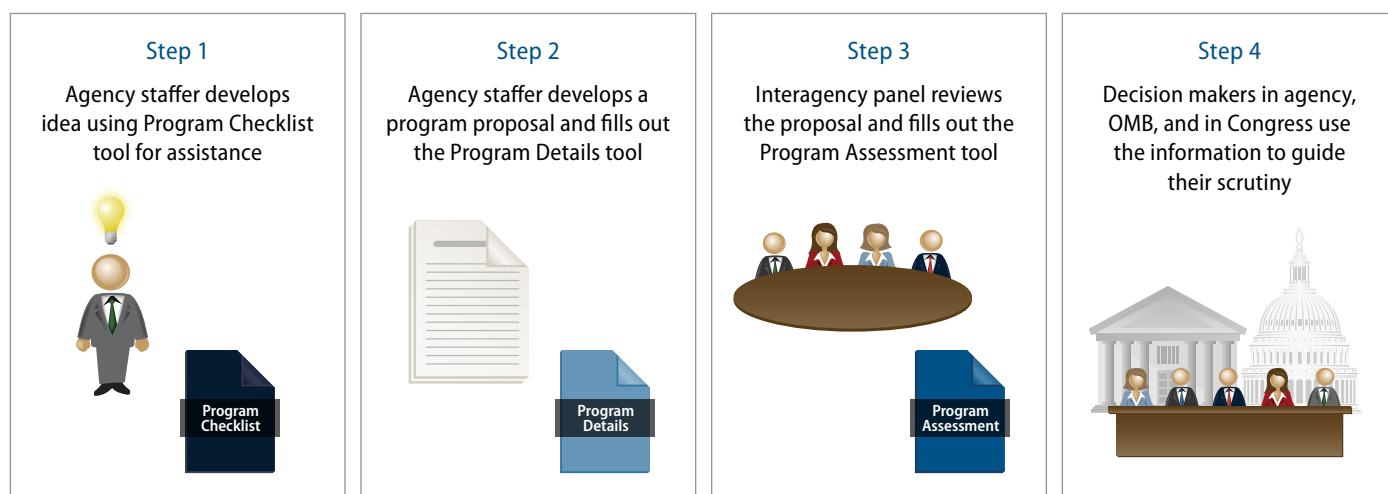 Step 1
Agency staffer develops
idea using Program Checklist
tool for assistance
Program
Checklist
Step 2
Agency staffer develops a
program proposal and fills out
the Program Details tool
Program
Details
Step 3
Interagency panel reviews
the proposal and fills out the
Program Assessment tool
Program
Assessment
Step 4
Decision makers in agency,
OMB, and in Congress use
the information to guide
their scrutiny